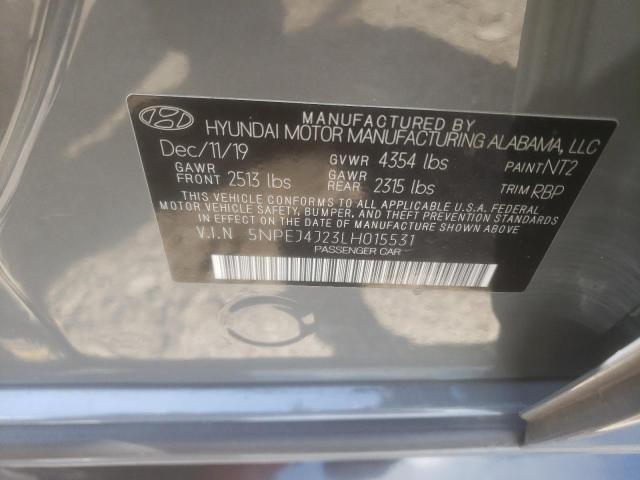 MANUFACTURED BY
HYUNDAI MOTOR MANUFACTURING ALABAMA, LLC
Dec/11/19 GVWR 4354 lbs PAINT NT2
GAWR FRONT 2513 lbs GAWR REAR 2315 lbs TRIM RBP
THIS VEHICLE CONFORMS TO ALL APPLICABLE U.S.A. FEDERAL
MOTOR VEHICLE SAFETY, BUMPER, AND THEFT PREVENTION STANDARDS
IN EFFECT ON THE DATE OF MANUFACTURE SHOWN ABOVE.
V.I.N 5NPEJ4J23LH015531
PASSENGER CAR